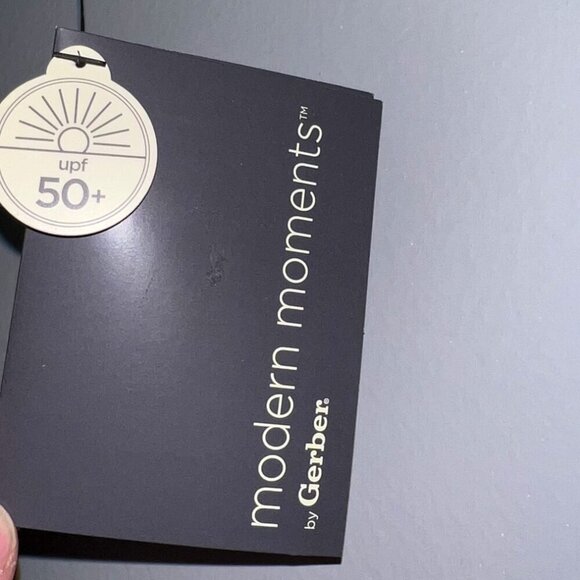 upf
50+
modern moments™
by Gerber®